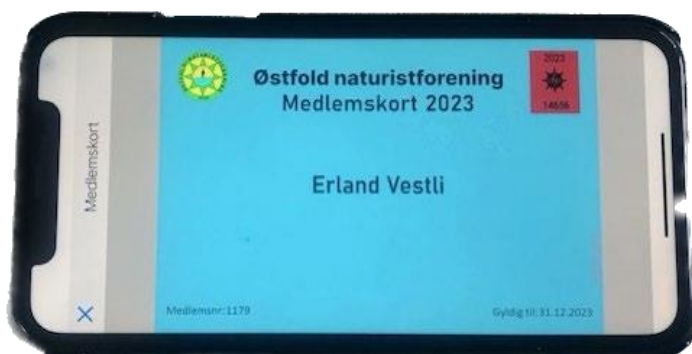 Medlemskort
Østfold naturistforening
Medlemskort 2023
2023
14656
Erland Vestli
Medlemsnr: 1179
Gyldig til: 31.12.2023